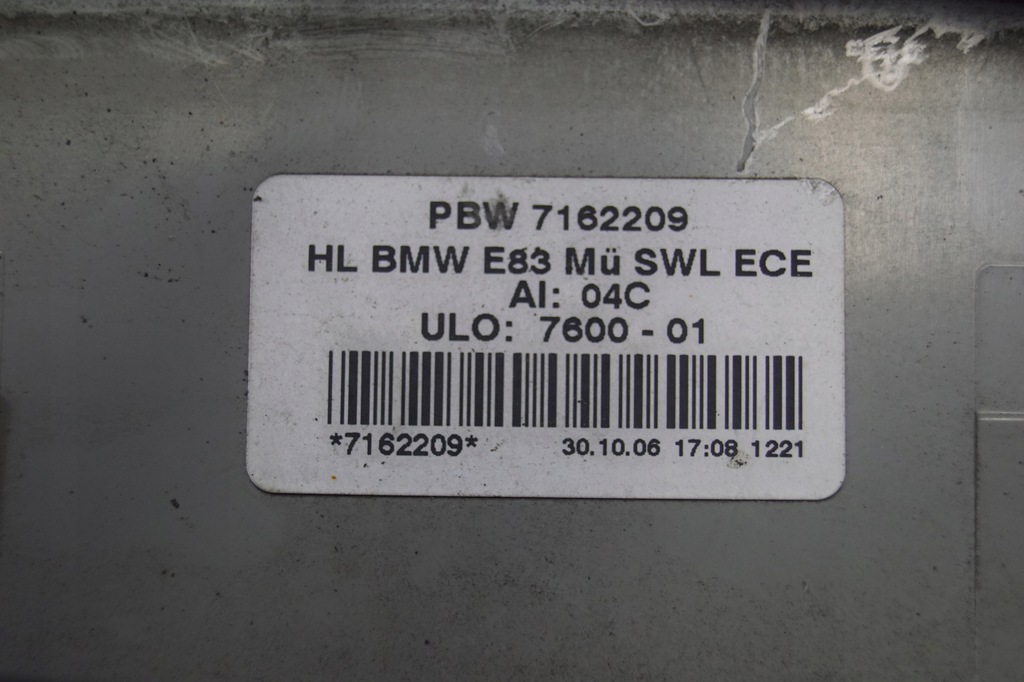 PBW 7162209
HL BMW E83 Mü SWL ECE
AI: 04C
ULO: 7600 - 01
*7162209* 30.10.06 17:08 1221